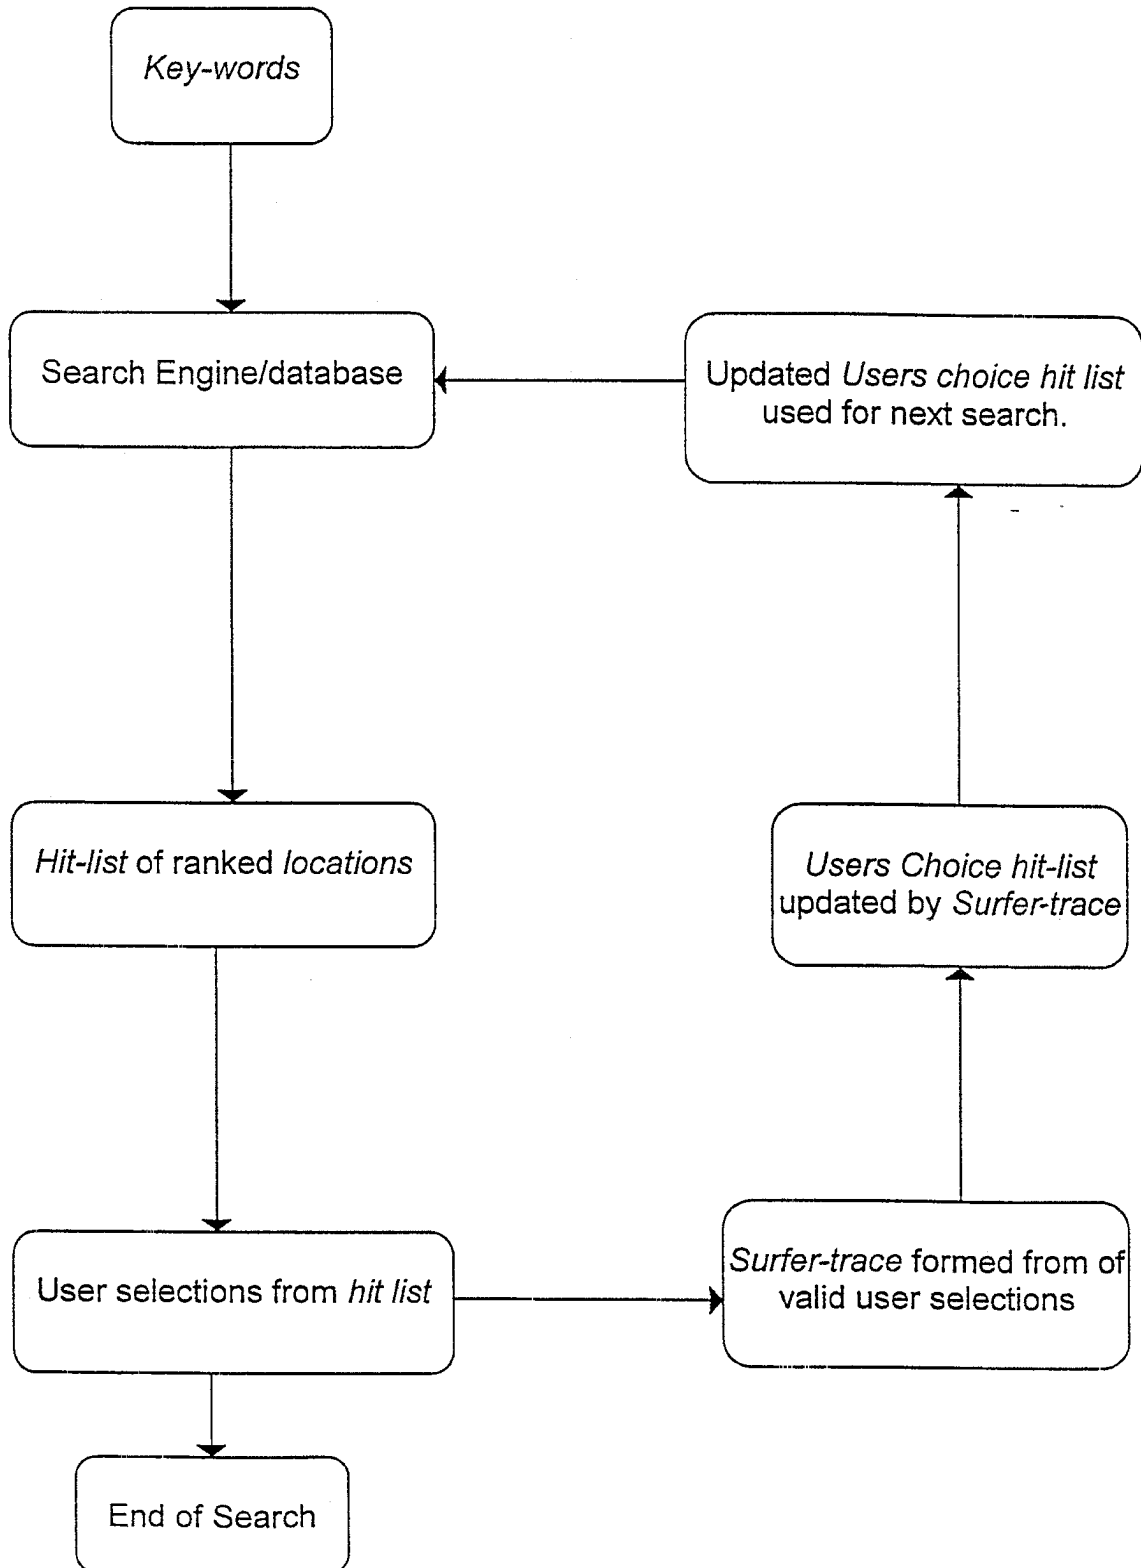 Key-words
Search Engine/database
Updated Users choice hit list
used for next search.
Hit-list of ranked locations
Users Choice hit-list
updated by Surfer-trace
User selections from hit list
Surfer-trace formed from of
valid user selections
End of Search